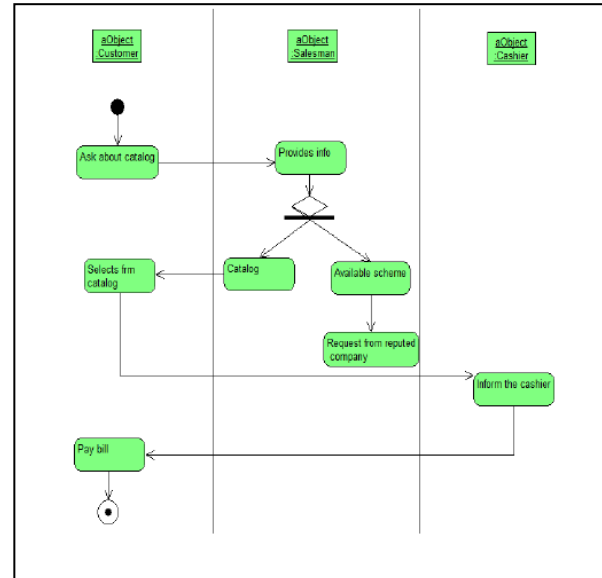 aObject
:Customer
aObject
:Salesman
aObject
:Cashier
Ask about catalog
Provides info
Selects frm
catalog
Catalog
Available scheme
Request from reputed
company
Inform the cashier
Pay bill